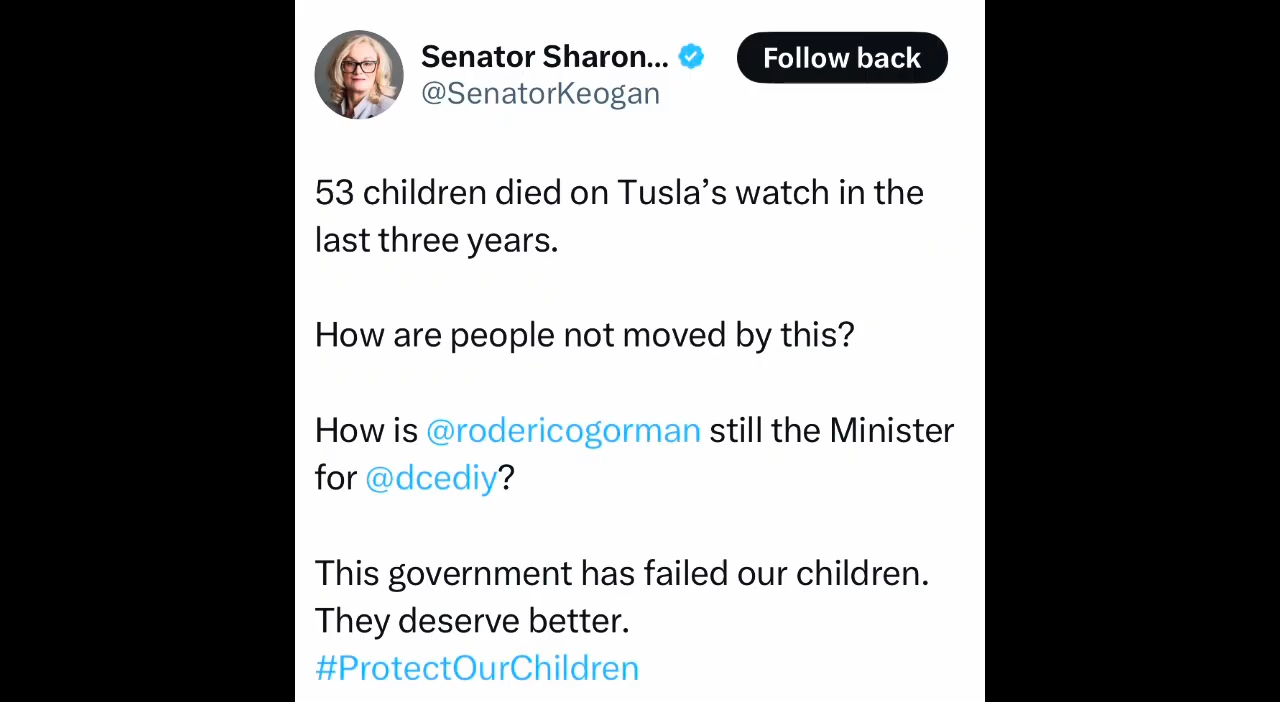 Senator Sharon...
Follow back
@SenatorKeogan
53 children died on Tusla’s watch in the
last three years.
How are people not moved by this?
How is @rodericogorman still the Minister
for @dcediy?
This government has failed our children.
They deserve better.
#ProtectOurChildren